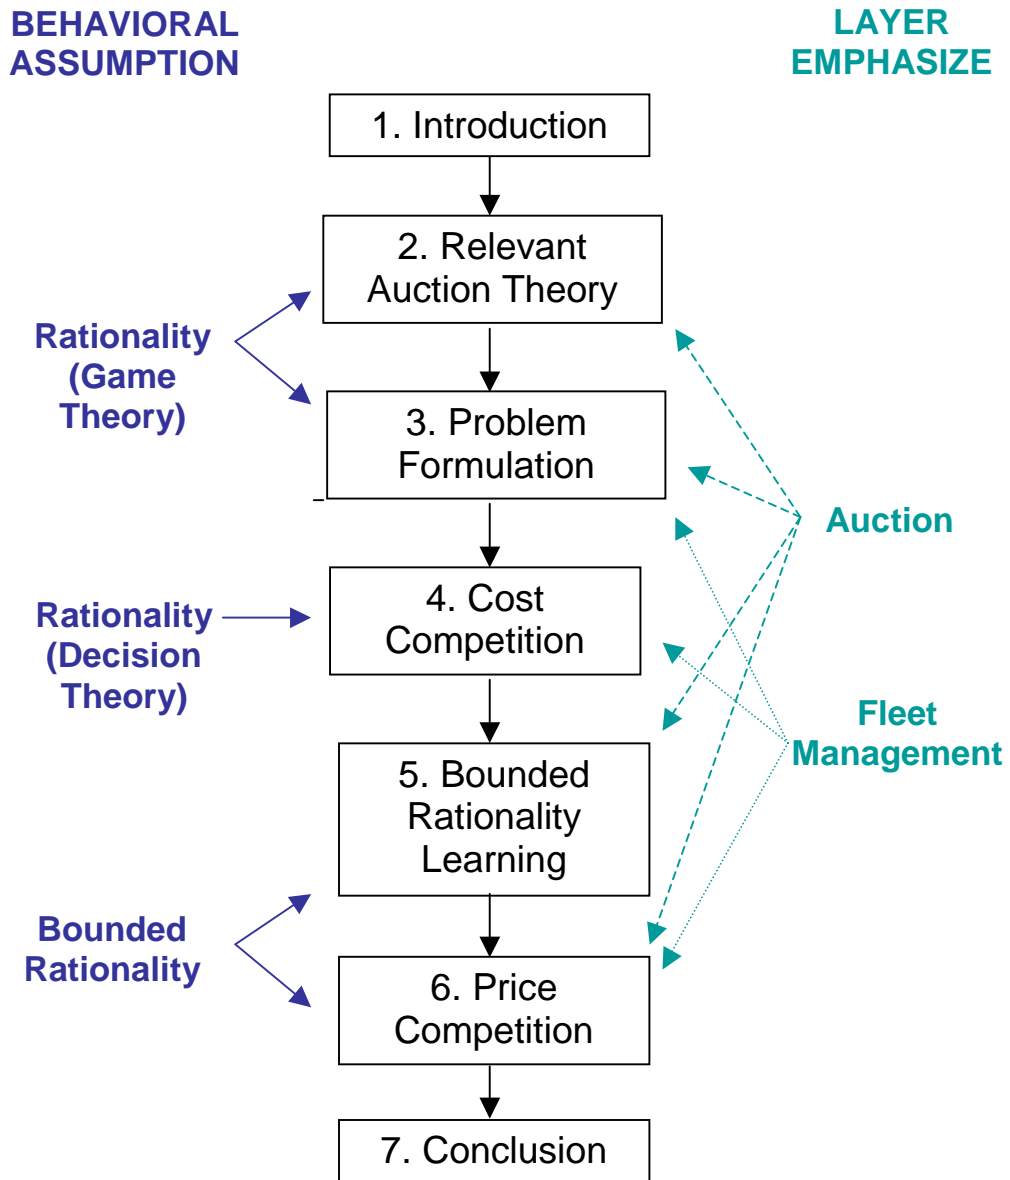 BEHAVIORAL
ASSUMPTION
LAYER
EMPHASIZE
1. Introduction
2. Relevant
Auction Theory
Rationality
(Game
Theory)
3. Problem
Formulation
Auction
Rationality
(Decision
Theory)
4. Cost
Competition
Fleet
Management
5. Bounded
Rationality
Learning
Bounded
Rationality
6. Price
Competition
7. Conclusion